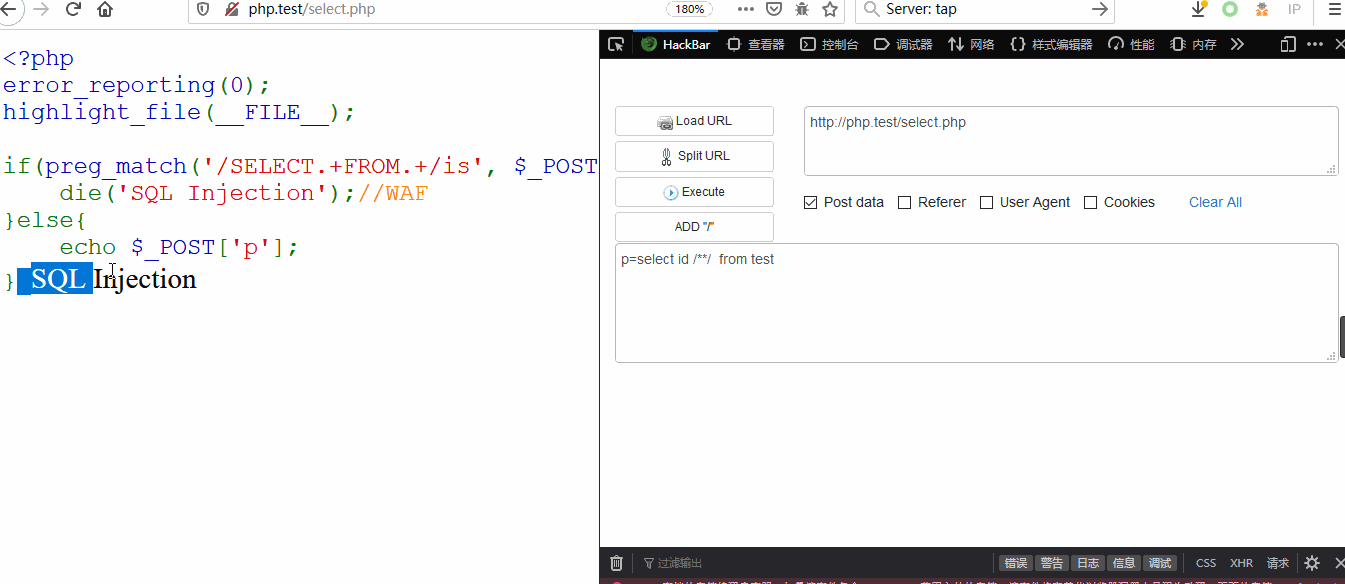 php.test/select.php
180%
Server: tap
IP
<?php
error_reporting(0);
highlight_file(__FILE__);
if(preg_match('/SELECT.+FROM.+/is', $_POST
die('SQL Injection');//WAF
}else{
echo $_POST['p'];
} SQL Injection
HackBar 查看器 控制台 调试器 网络 {} 样式编辑器 性能 内存
Load URL
Split URL
Execute
ADD "/"
http://php.test/select.php
Post data Referer User Agent Cookies Clear All
p=select id /**/ from test
过滤输出 错误 警告 日志 信息 调试 CSS XHR 请求